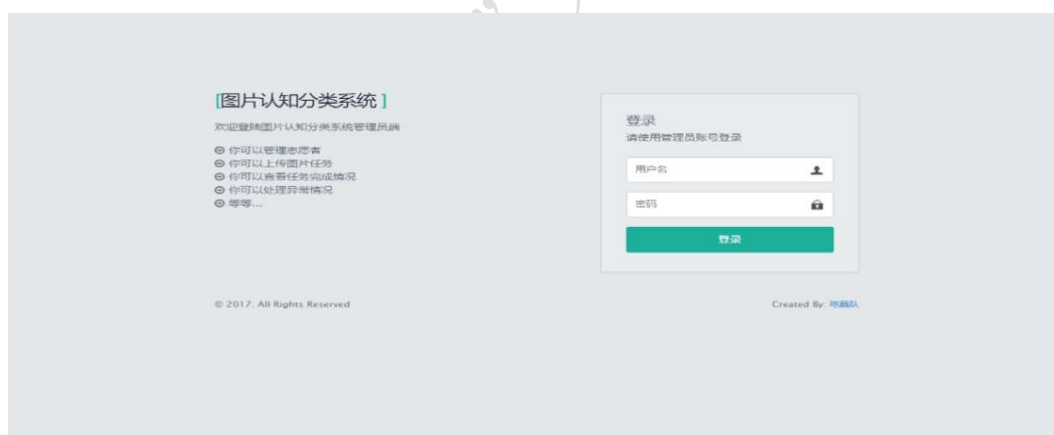 [图片认知分类系统]
欢迎登陆图片认知分类系统管理员端
你可以管理志愿者
你可以上传图片任务
你可以查看任务完成情况
你可以处理异常情况
等等...
登录
请使用管理员账号登录
用户名
密码
登录
© 2017. All Rights Reserved
Created By: